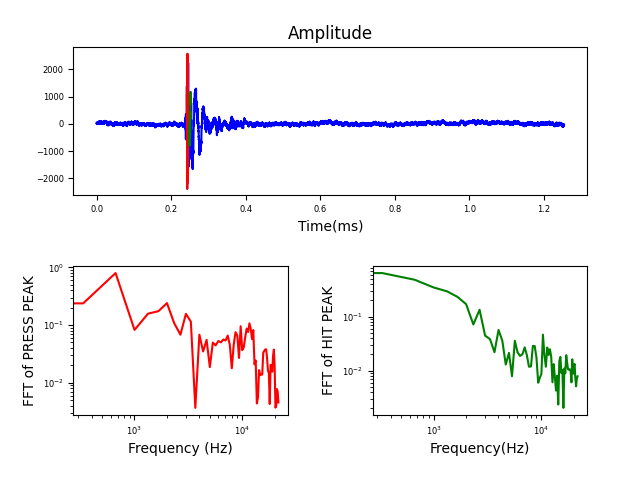 Amplitude
2000
1000
0
−1000
−2000
0.0 0.2 0.4 0.6 0.8 1.0 1.2
Time(ms)
FFT of PRESS PEAK
10⁰
10⁻¹
10⁻²
10³ 10⁴
Frequency (Hz)
FFT of HIT PEAK
10⁻¹
10⁻²
10³ 10⁴
Frequency(Hz)